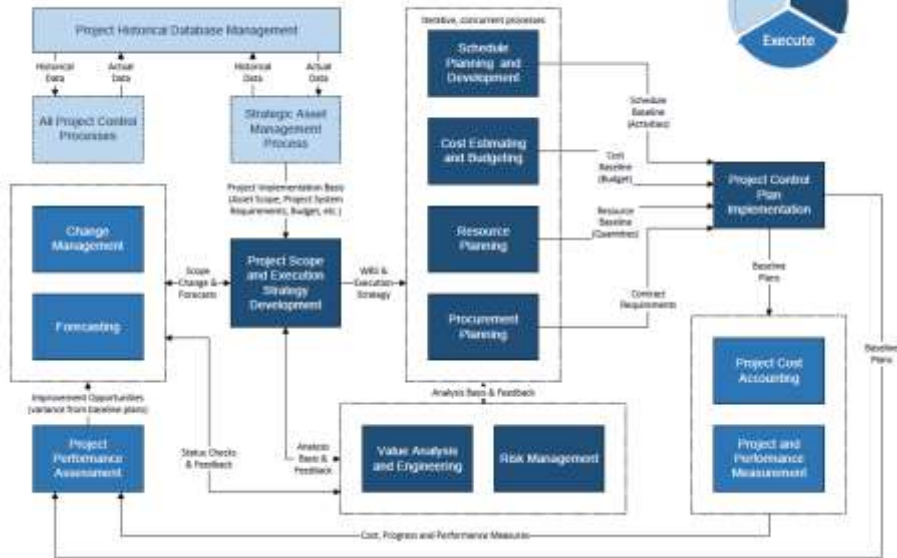 Project Historical Database Management
Iterative, concurrent processes
Execute
Historical
Data
Actual
Data
Historical
Data
Actual
Data
All Project Control
Processes
Strategic Asset
Management
Process
Schedule
Planning and
Development
Schedule
Baseline
(Activities)
Cost Estimating
and Budgeting
Cost
Baseline
(Budget)
Project Implementation Basis
(Asset Scope, Project System
Requirements, Budget, etc.)
Project Control
Plan
Implementation
Resource
Baseline
(Quantities)
Change
Management
Resource
Planning
Project Scope
and Execution
Strategy
Development
Scope
Change &
Forecasts
WBS &
Execution
Strategy
Baseline
Plans
Contract
Requirements
Forecasting
Procurement
Planning
Baseline
Plans
Project Cost
Accounting
Analysis Basis & Feedback
Improvement Opportunities
(variance from baseline plans)
Project
Performance
Assessment
Status Checks
& Feedback
Analysis
Basis &
Feedback
Value Analysis
and Engineering
Risk Management
Project and
Performance
Measurement
Cost, Progress and Performance Measures